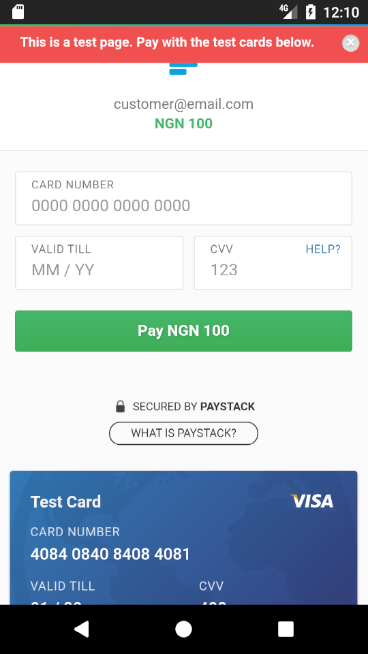 4G 12:10
This is a test page. Pay with the test cards below.
customer@email.com
NGN 100
CARD NUMBER
0000 0000 0000 0000
VALID TILL
MM / YY
CVV
HELP?
123
Pay NGN 100
SECURED BY PAYSTACK
WHAT IS PAYSTACK?
Test Card
VISA
CARD NUMBER
4084 0840 8408 4081
VALID TILL
CVV